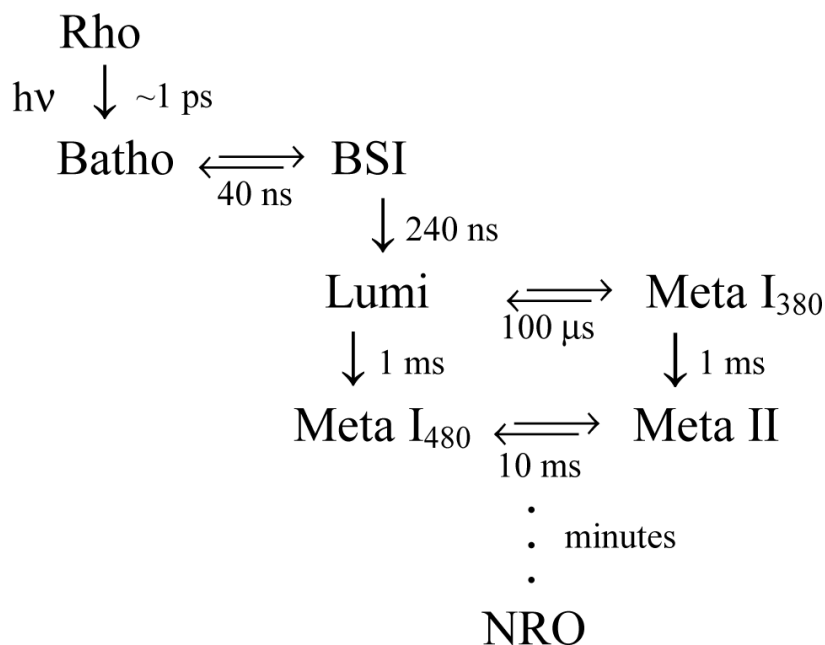 Rho
hν ~1 ps
Batho BSI
40 ns
240 ns
Lumi Meta I₃₈₀
100 μs
1 ms 1 ms
Meta I₄₈₀ Meta II
10 ms
minutes
NRO